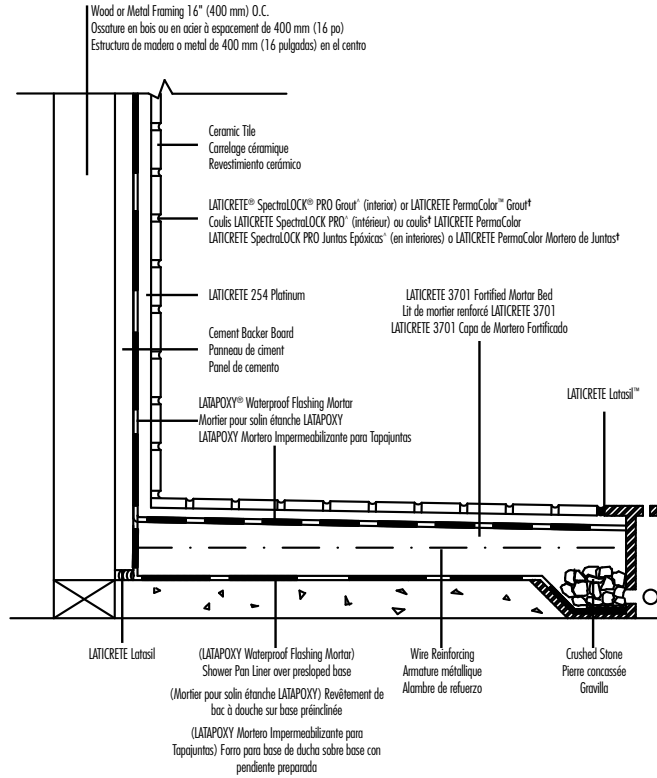 Wood or Metal Framing 16" (400 mm) O.C.
Ossature en bois ou en acier à espacement de 400 mm (16 po)
Estructura de madera o metal de 400 mm (16 pulgadas) en el centro
Ceramic Tile
Carrelage céramique
Revestimiento cerámico
LATICRETE® SpectraLOCK® PRO Grout^ (interior) or LATICRETE PermaColor™ Grout†
Coulis LATICRETE SpectraLOCK PRO^ (intérieur) ou coulis† LATICRETE PermaColor
LATICRETE SpectraLOCK PRO Juntas Epóxicas^ (en interiores) o LATICRETE PermaColor Mortero de Juntas†
LATICRETE 254 Platinum
LATICRETE 3701 Fortified Mortar Bed
Lit de mortier renforcé LATICRETE 3701
LATICRETE 3701 Capa de Mortero Fortificado
Cement Backer Board
Panneau de ciment
Panel de cemento
LATICRETE Latasil™
LATAPOXY® Waterproof Flashing Mortar
Mortier pour solin étanche LATAPOXY
LATAPOXY Mortero Impermeabilizante para Tapajuntas
LATICRETE Latasil
(LATAPOXY Waterproof Flashing Mortar)
Shower Pan Liner over presloped base
(Mortier pour solin étanche LATAPOXY) Revêtement de
bac à douche sur base préinclinée
(LATAPOXY Mortero Impermeabilizante para
Tapajuntas) Forro para base de ducha sobre base con
pendiente preparada
Wire Reinforcing
Armature métallique
Alambre de refuerzo
Crushed Stone
Pierre concassée
Gravilla